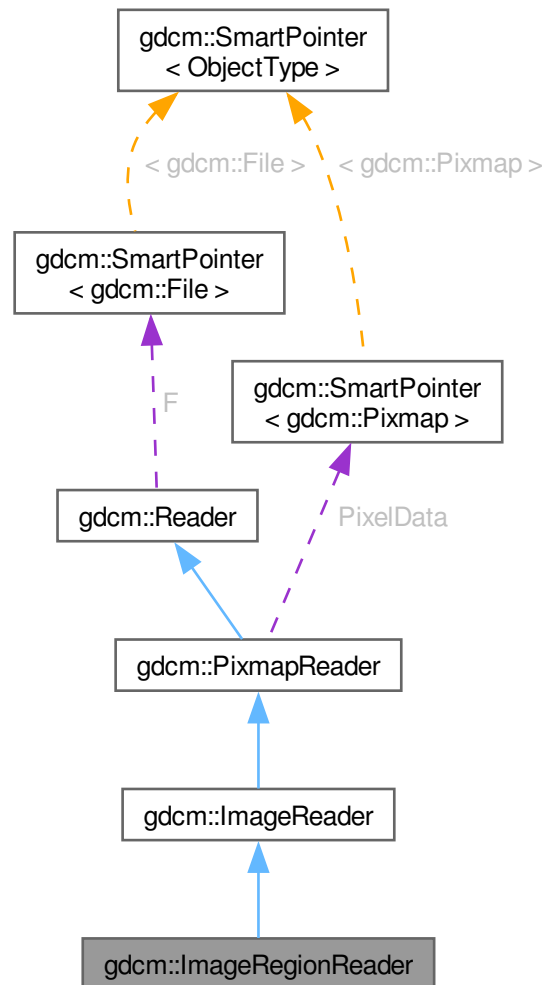 gdcm::SmartPointer
< ObjectType >
< gdcm::File >
< gdcm::Pixmap >
gdcm::SmartPointer
< gdcm::File >
gdcm::SmartPointer
< gdcm::Pixmap >
F
gdcm::Reader
PixelData
gdcm::PixmapReader
gdcm::ImageReader
gdcm::ImageRegionReader